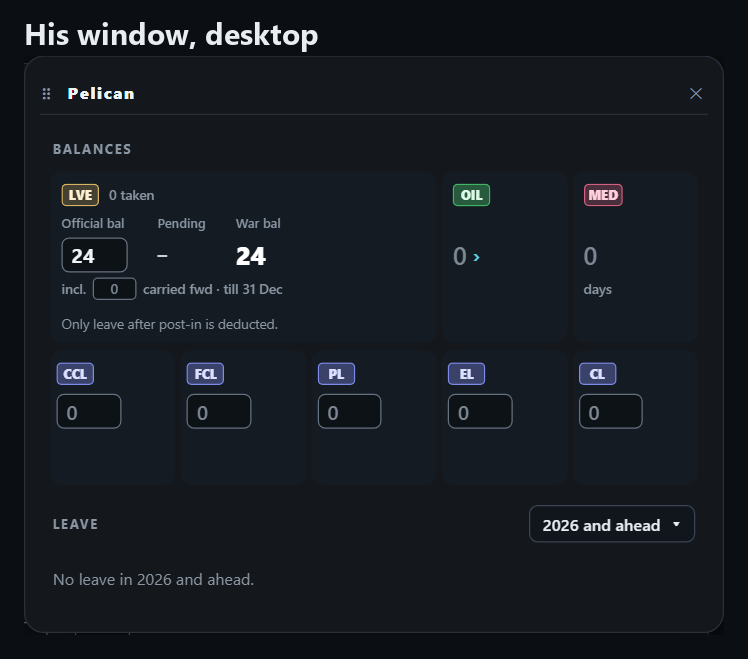 His window, desktop
Pelican
BALANCES
LVE 0 taken
Official bal Pending War bal
24 – 24
incl. 0 carried fwd · till 31 Dec
Only leave after post-in is deducted.
OIL
0 ›
MED
0
days
CCL FCL PL EL CL
0 0 0 0 0
LEAVE 2026 and ahead
No leave in 2026 and ahead.